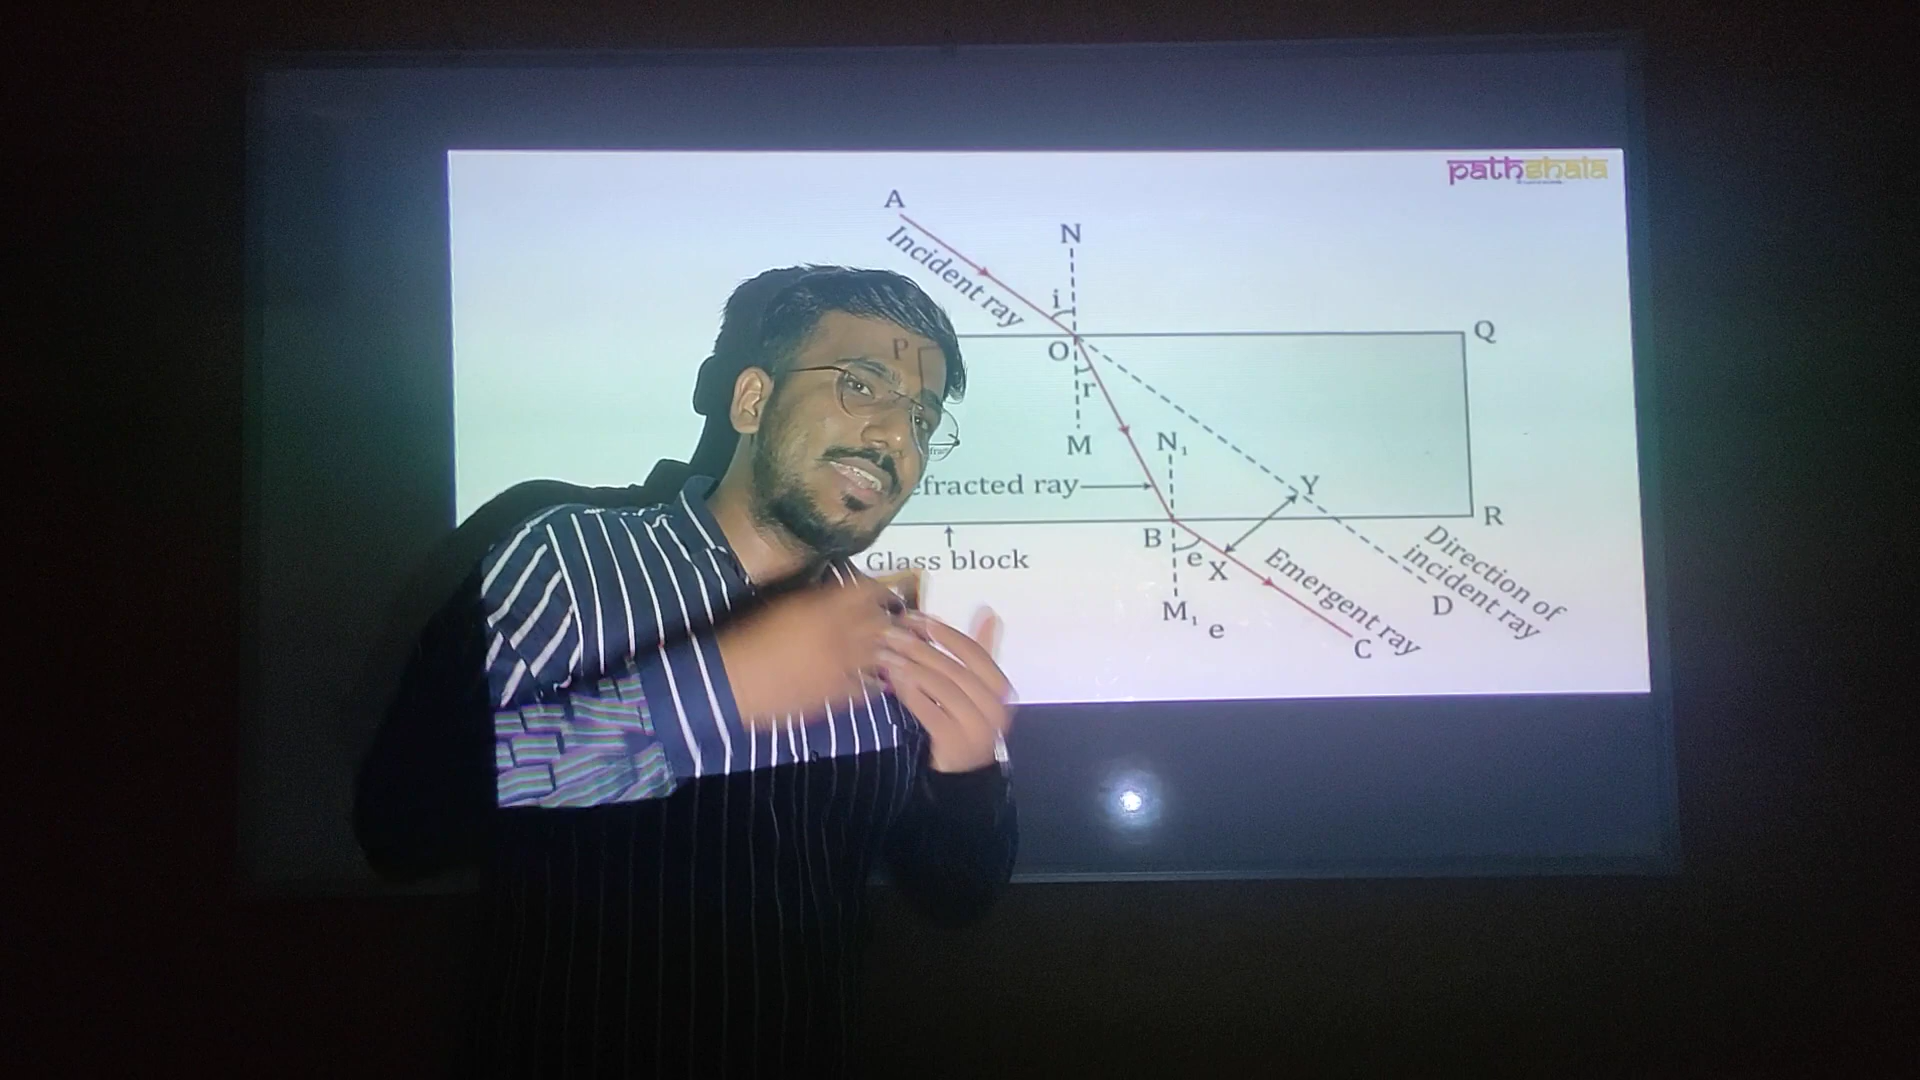 pathshala
A
Incident ray
N
i
P
O
Q
r
M
N₁
efracted ray
Y
R
B
e
X
Glass block
Emergent ray
Direction of
incident ray
D
M₁
e
C